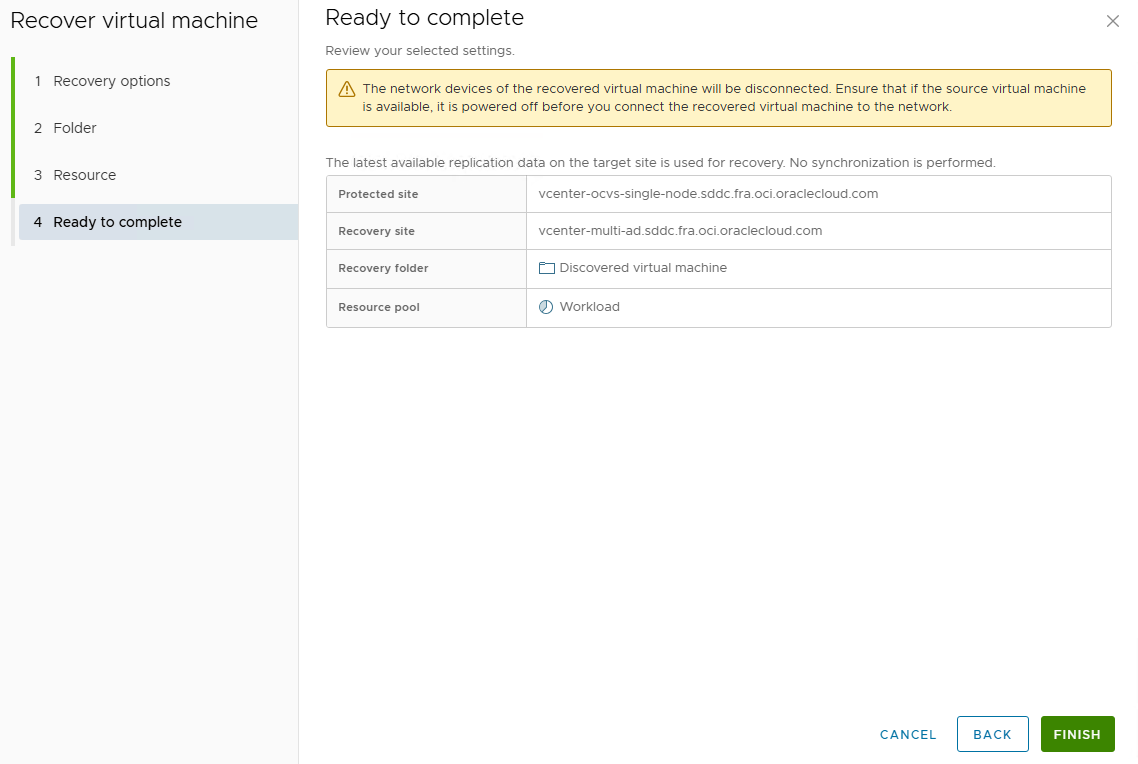 Recover virtual machine
1 Recovery options
2 Folder
3 Resource
4 Ready to complete
Ready to complete
Review your selected settings.
The network devices of the recovered virtual machine will be disconnected. Ensure that if the source virtual machine
is available, it is powered off before you connect the recovered virtual machine to the network.
The latest available replication data on the target site is used for recovery. No synchronization is performed.
Protected site vcenter-ocvs-single-node.sddc.fra.oci.oraclecloud.com
Recovery site vcenter-multi-ad.sddc.fra.oci.oraclecloud.com
Recovery folder Discovered virtual machine
Resource pool Workload
CANCEL BACK FINISH